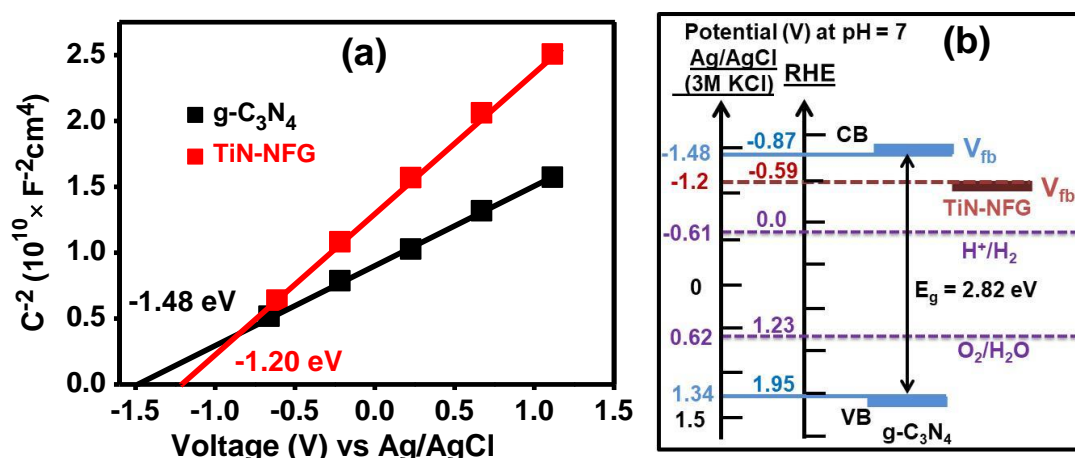 (a)
g-C₃N₄
TiN-NFG
C⁻² (10¹⁰ × F⁻²cm⁴)
2.5
2.0
1.5
1.0
0.5
0.0
-1.48 eV
-1.20 eV
-1.5 -1.0 -0.5 0.0 0.5 1.0 1.5
Voltage (V) vs Ag/AgCl
(b)
Potential (V) at pH = 7
Ag/AgCl
(3M KCl)
RHE
CB
-1.48
-0.87
V_fb
-1.2
-0.59
TiN-NFG
V_fb
-0.61
0.0
H⁺/H₂
0
E_g = 2.82 eV
0.62
1.23
O₂/H₂O
1.34
1.95
1.5
VB
g-C₃N₄